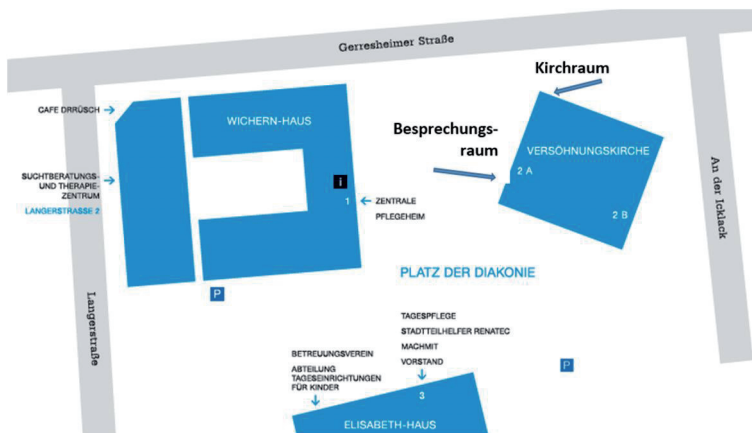 Gerresheimer Straße
Kirchraum
CAFE DRRÜSCH
WICHERN-HAUS
Besprechungs-
raum
VERSÖHNUNGSKIRCHE
2 A
An der Icklack
SUCHTBERATUNGS-
UND THERAPIE-
ZENTRUM
LANGERSTRASSE 2
i
1
ZENTRALE
PFLEGEHEIM
2 B
PLATZ DER DIAKONIE
Langerstraße
P
TAGESPFLEGE
STADTTEILHELFER RENATEC
MACHMIT
VORSTAND
BETREUUNGSVEREIN
ABTEILUNG
TAGESEINRICHTUNGEN
FÜR KINDER
P
3
ELISABETH-HAUS